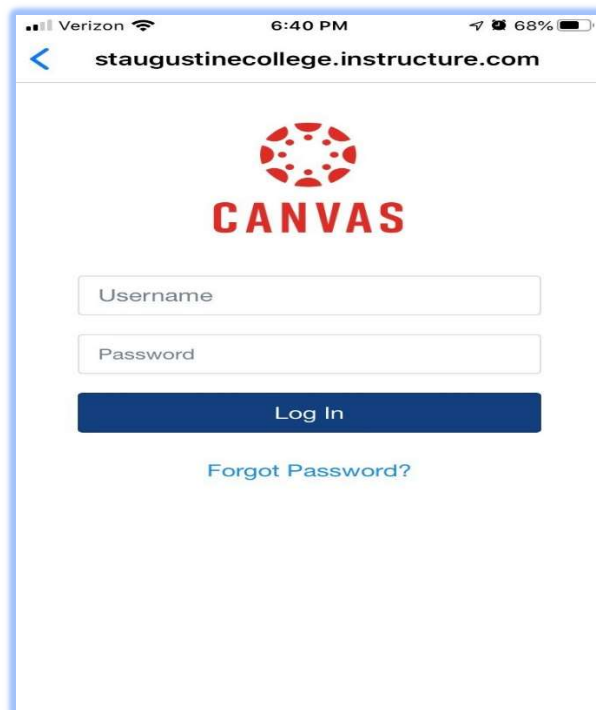 Verizon 6:40 PM 68%
staugustinecollege.instructure.com
CANVAS
Username
Password
Log In
Forgot Password?